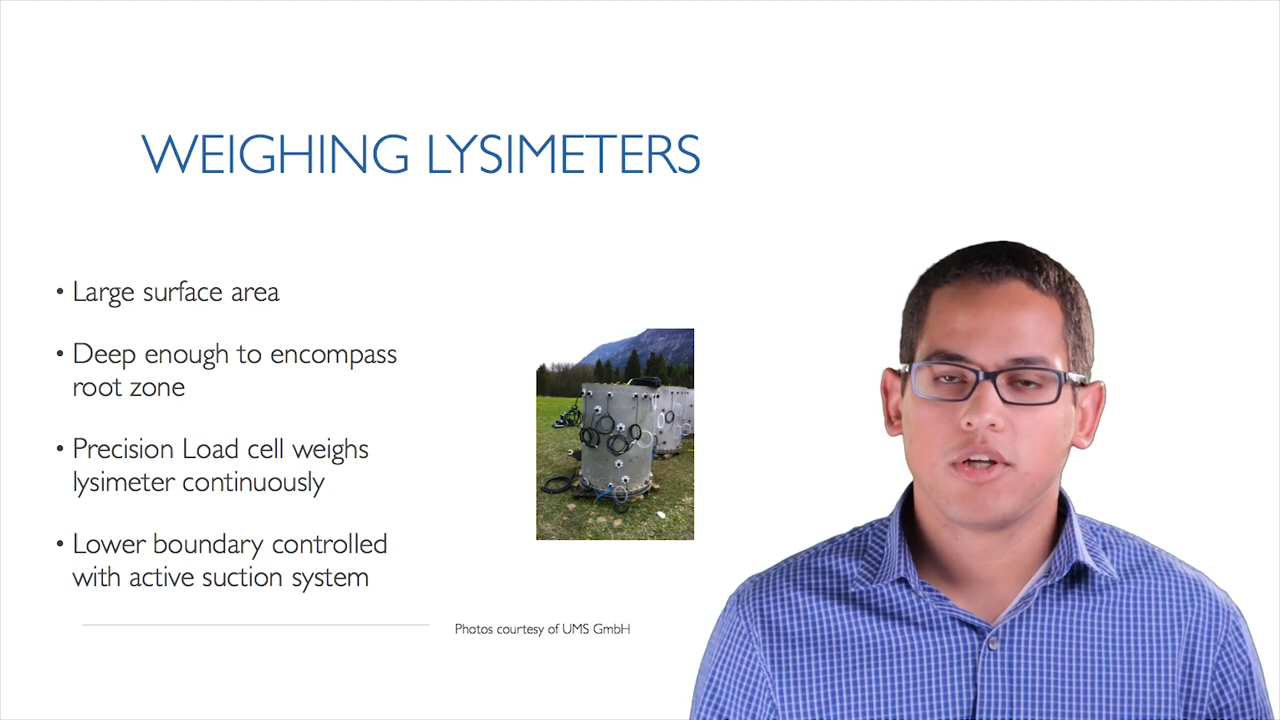 WEIGHING LYSIMETERS
• Large surface area
• Deep enough to encompass
root zone
• Precision Load cell weighs
lysimeter continuously
• Lower boundary controlled
with active suction system
Photos courtesy of UMS GmbH